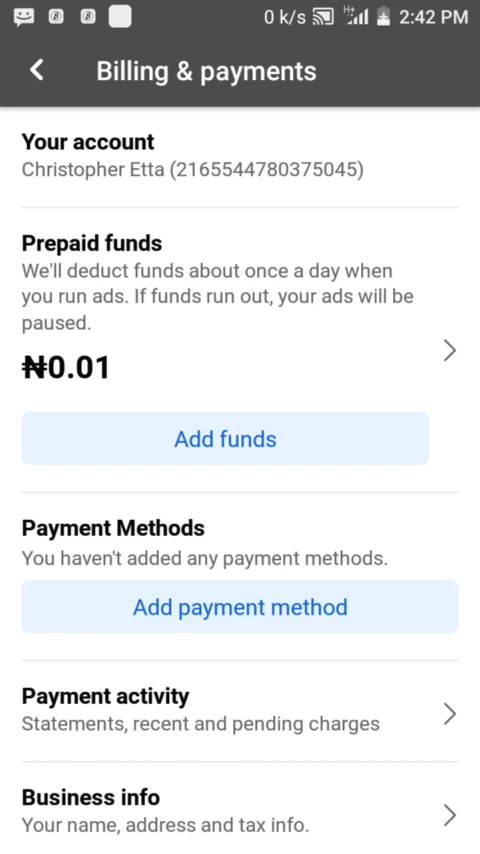 0 k/s H+ 2:42 PM
Billing & payments
Your account
Christopher Etta (2165544780375045)
Prepaid funds
We'll deduct funds about once a day when
you run ads. If funds run out, your ads will be
paused.
₦0.01
Add funds
Payment Methods
You haven't added any payment methods.
Add payment method
Payment activity
Statements, recent and pending charges
Business info
Your name, address and tax info.